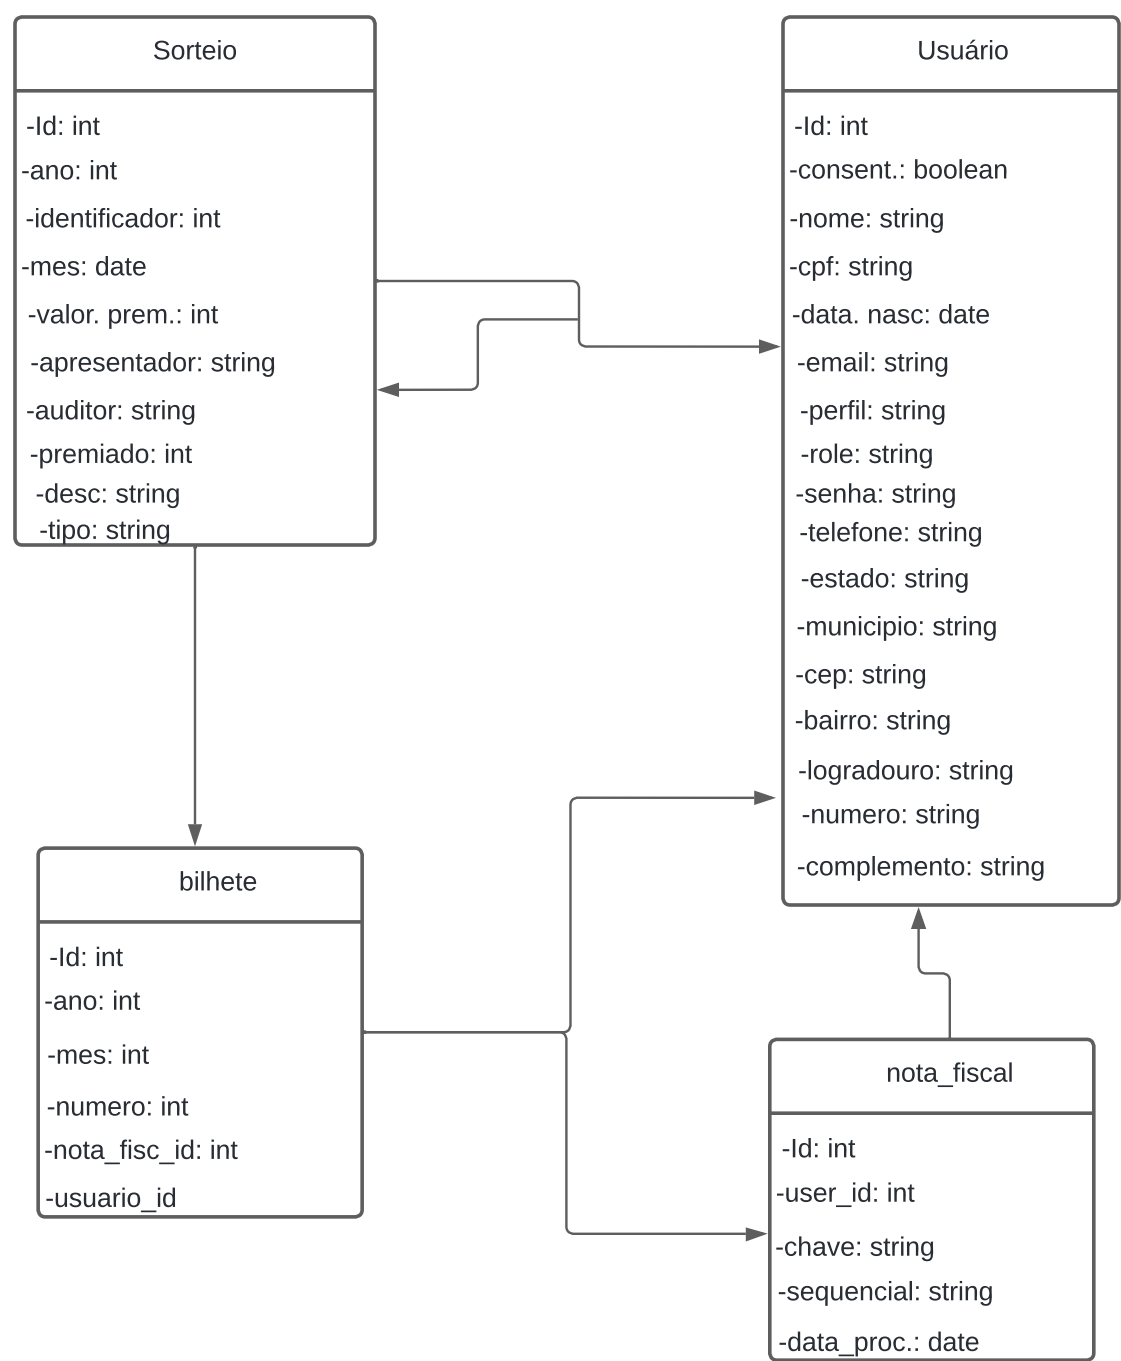 Sorteio
-Id: int
-ano: int
-identificador: int
-mes: date
-valor. prem.: int
-apresentador: string
-auditor: string
-premiado: int
-desc: string
-tipo: string
Usuário
-Id: int
-consent.: boolean
-nome: string
-cpf: string
-data. nasc: date
-email: string
-perfil: string
-role: string
-senha: string
-telefone: string
-estado: string
-municipio: string
-cep: string
-bairro: string
-logradouro: string
-numero: string
-complemento: string
bilhete
-Id: int
-ano: int
-mes: int
-numero: int
-nota_fisc_id: int
-usuario_id
nota_fiscal
-Id: int
-user_id: int
-chave: string
-sequencial: string
-data_proc.: date